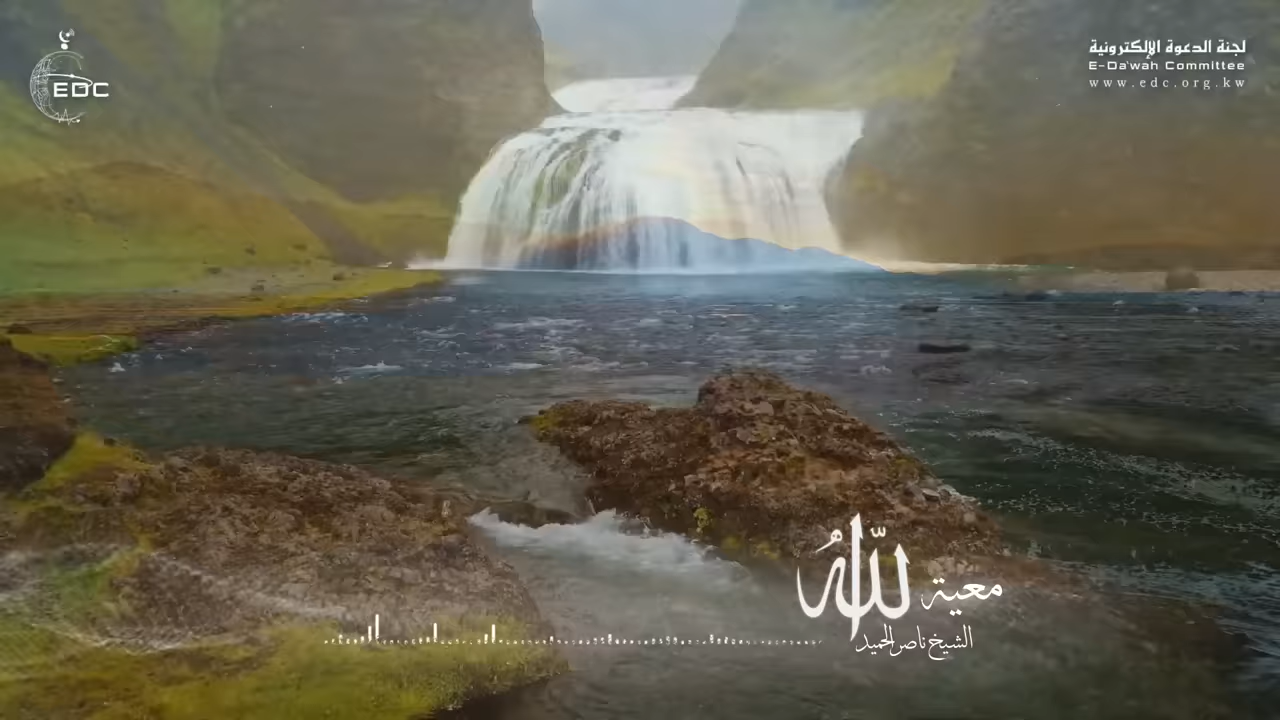 EDC
لجنة الدعوة الإلكترونية
E-Da'wah Committee
www.edc.org.kw
معية الله
الشيخ ناصر الحميد